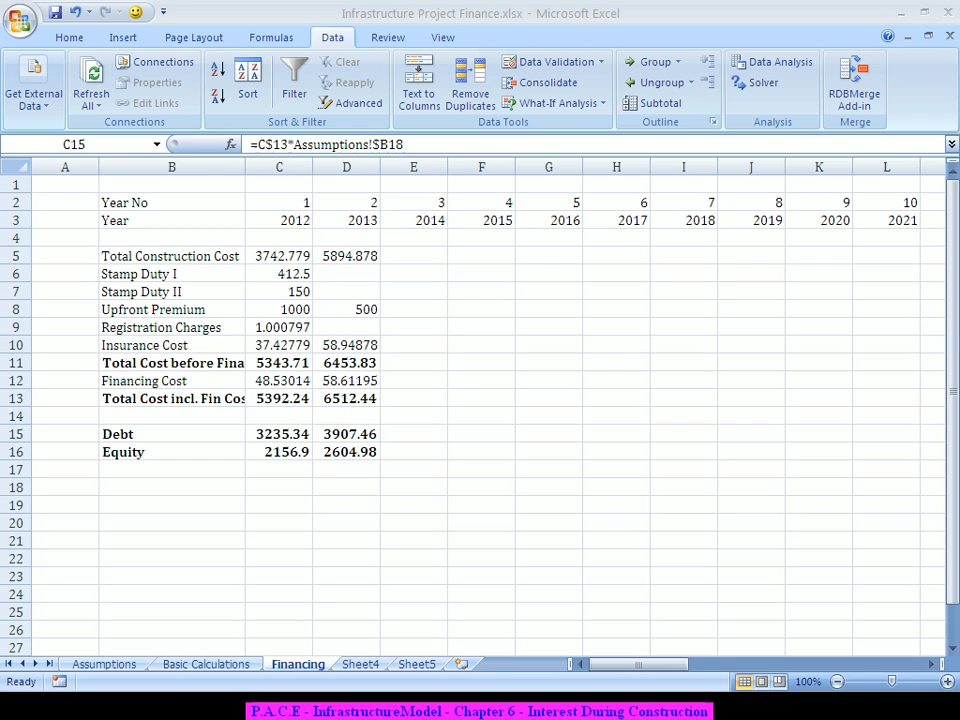 Infrastructure Project Finance.xlsx - Microsoft Excel
Home Insert Page Layout Formulas Data Review View
Get External Data
Refresh All
Connections
Properties
Edit Links
Connections
Sort
Filter
Clear
Reapply
Advanced
Sort & Filter
Text to Columns
Remove Duplicates
Data Validation
Consolidate
What-If Analysis
Data Tools
Group
Ungroup
Subtotal
Outline
Data Analysis
Solver
Analysis
RDBMerge Add-in
Merge
C15 fx =C$13*Assumptions!$B18
A B C D E F G H I J K L
1
2 Year No 1 2 3 4 5 6 7 8 9 10
3 Year 2012 2013 2014 2015 2016 2017 2018 2019 2020 2021
4
5 Total Construction Cost 3742.779 5894.878
6 Stamp Duty I 412.5
7 Stamp Duty II 150
8 Upfront Premium 1000 500
9 Registration Charges 1.000797
10 Insurance Cost 37.42779 58.94878
11 Total Cost before Fina 5343.71 6453.83
12 Financing Cost 48.53014 58.61195
13 Total Cost incl. Fin Cos 5392.24 6512.44
14
15 Debt 3235.34 3907.46
16 Equity 2156.9 2604.98
17
18
19
20
21
22
23
24
25
26
27
Assumptions Basic Calculations Financing Sheet4 Sheet5
Ready 100%
P.A.C.E - InfrastructureModel - Chapter 6 - Interest During Construction